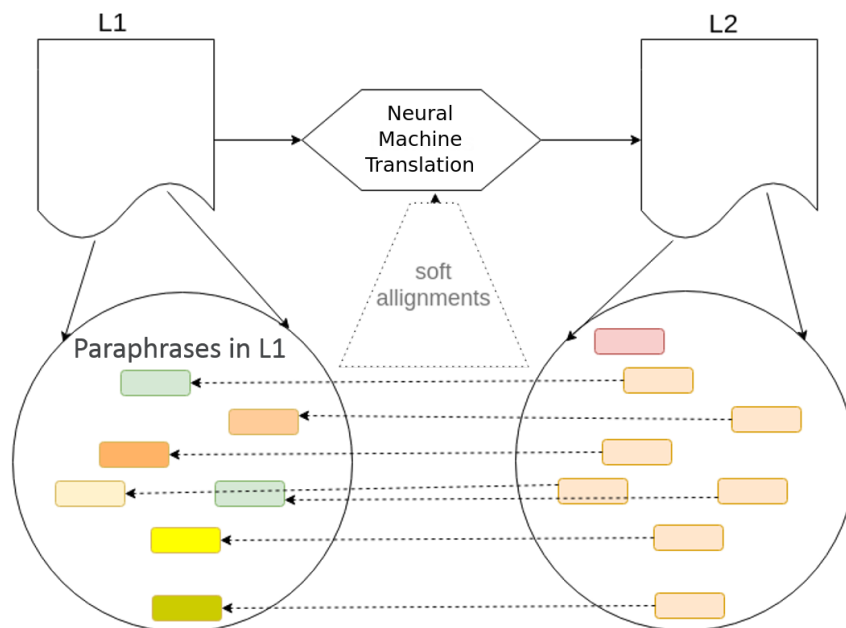 L1
L2
Neural
Machine
Translation
soft
allignments
Paraphrases in L1